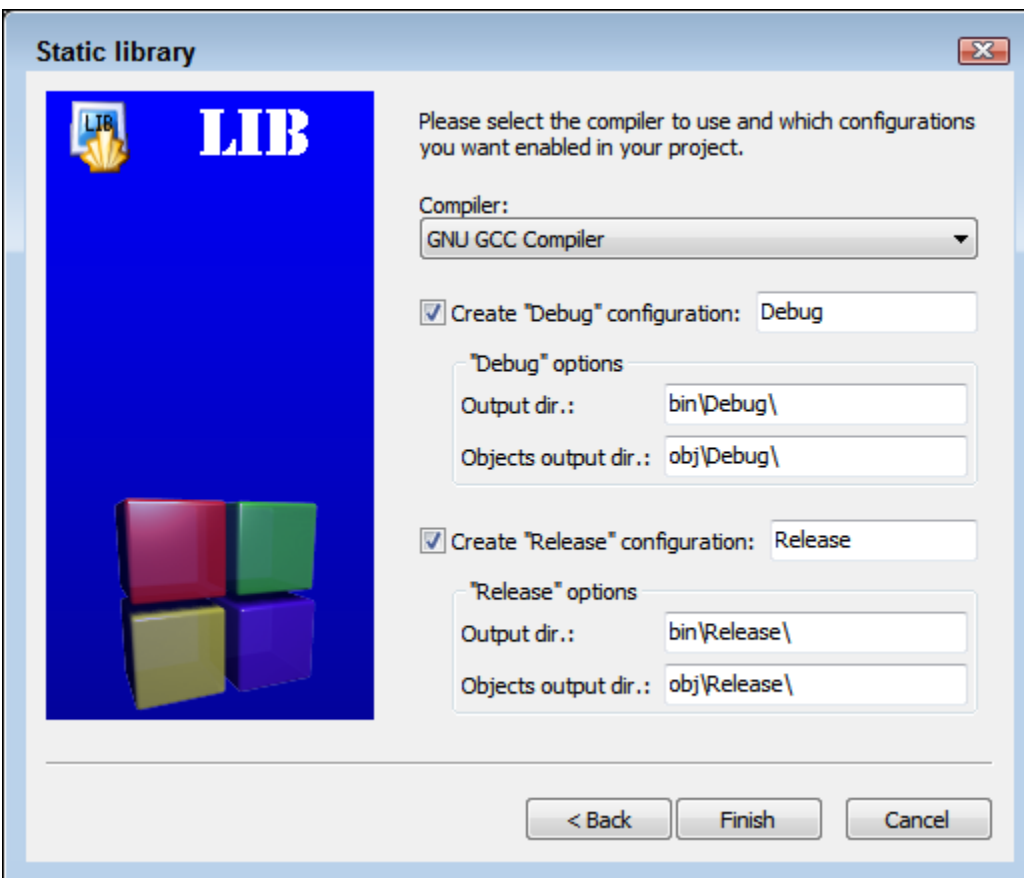 Static library
LIB
LIB
Please select the compiler to use and which configurations
you want enabled in your project.
Compiler:
GNU GCC Compiler
Create "Debug" configuration: Debug
"Debug" options
Output dir.: bin\Debug\
Objects output dir.: obj\Debug\
Create "Release" configuration: Release
"Release" options
Output dir.: bin\Release\
Objects output dir.: obj\Release\
< Back Finish Cancel